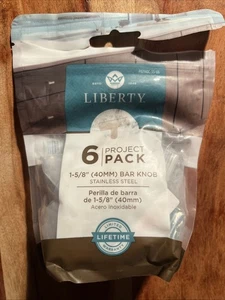 LIBERTY
6 PROJECT
PACK
1-5/8" (40MM) BAR KNOB
STAINLESS STEEL
Perilla de barra
de 1-5/8" (40mm)
Acero Inoxidable
LIMITED
LIFETIME